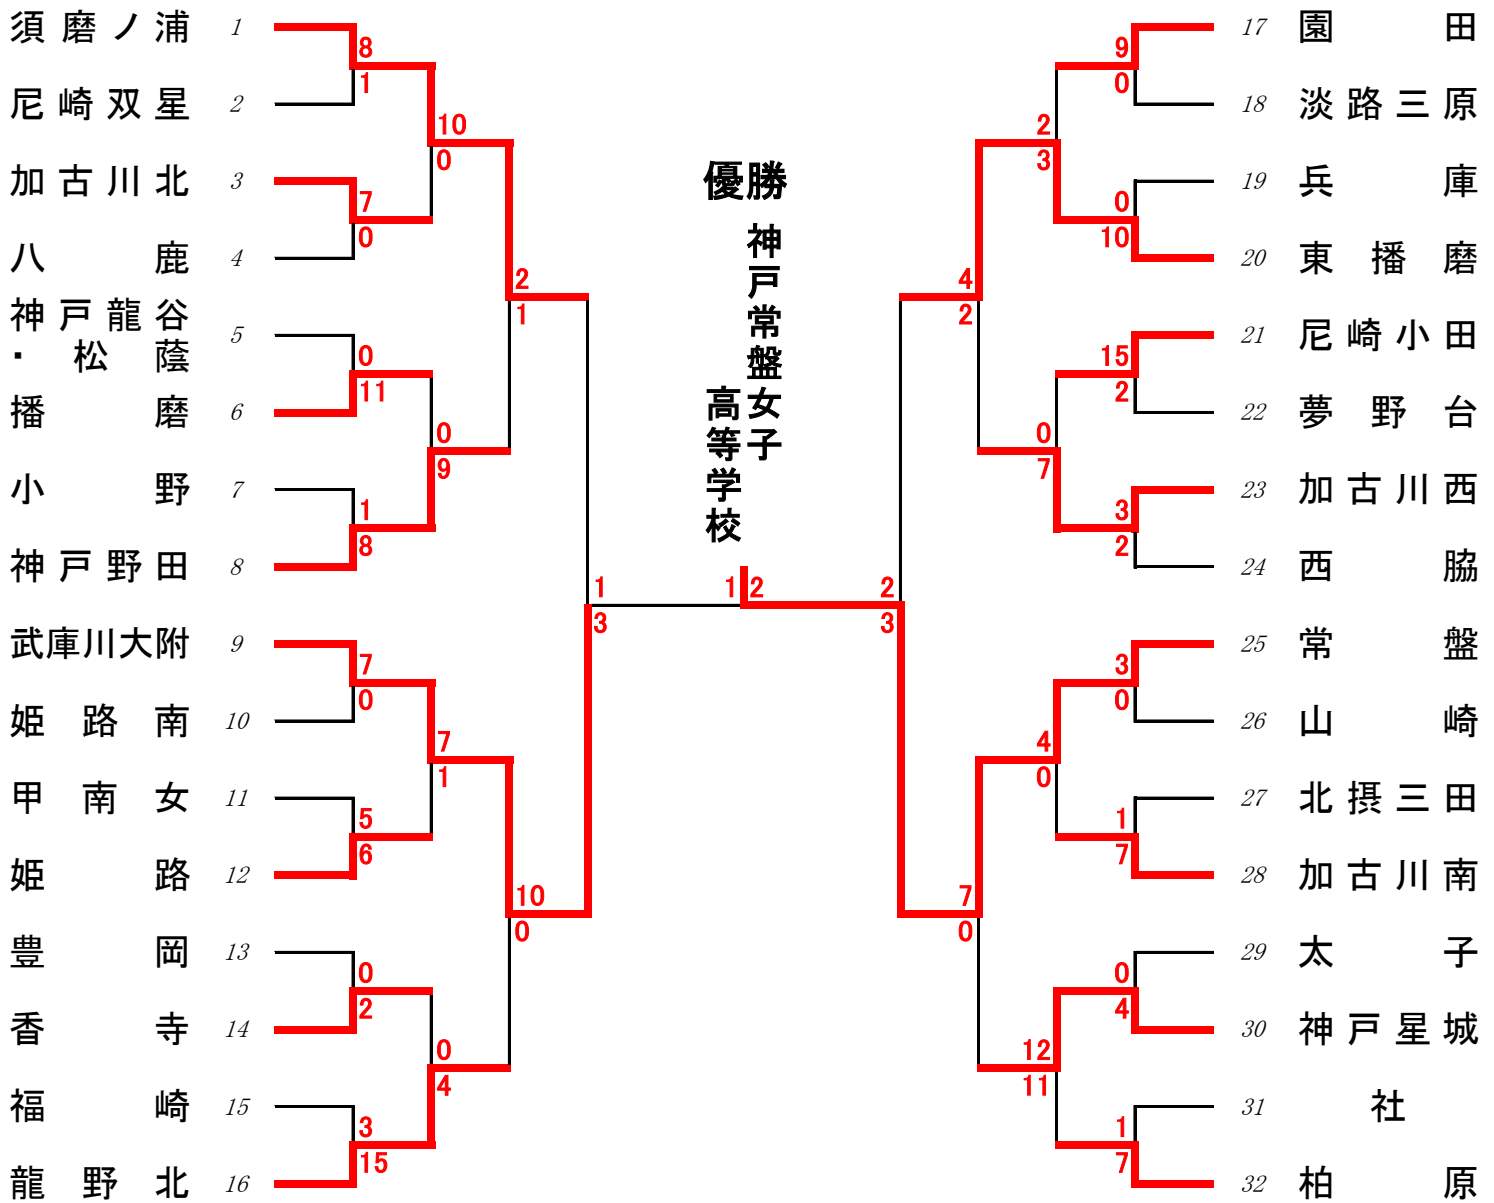 須磨ノ浦 1
8
1
尼崎双星 2
10
0
加古川北 3
7
0
八鹿 4
2
1
神戸龍谷・松蔭 5
0
11
播磨 6
0
9
小野 7
1
8
神戸野田 8
1
3
武庫川大附 9
7
0
姫路南 10
7
1
甲南女 11
5
6
姫路 12
10
0
豊岡 13
0
2
香寺 14
0
4
福崎 15
3
15
龍野北 16
優勝
神戸常盤女子
高等学校
1 2
17 園田
9
0
18 淡路三原
2
3
19 兵庫
0
10
20 東播磨
4
2
21 尼崎小田
15
2
22 夢野台
0
7
23 加古川西
3
2
24 西脇
2
3
25 常盤
3
0
26 山崎
4
0
27 北摂三田
1
7
28 加古川南
7
0
29 太子
0
4
30 神戸星城
12
11
31 社
1
7
32 柏原